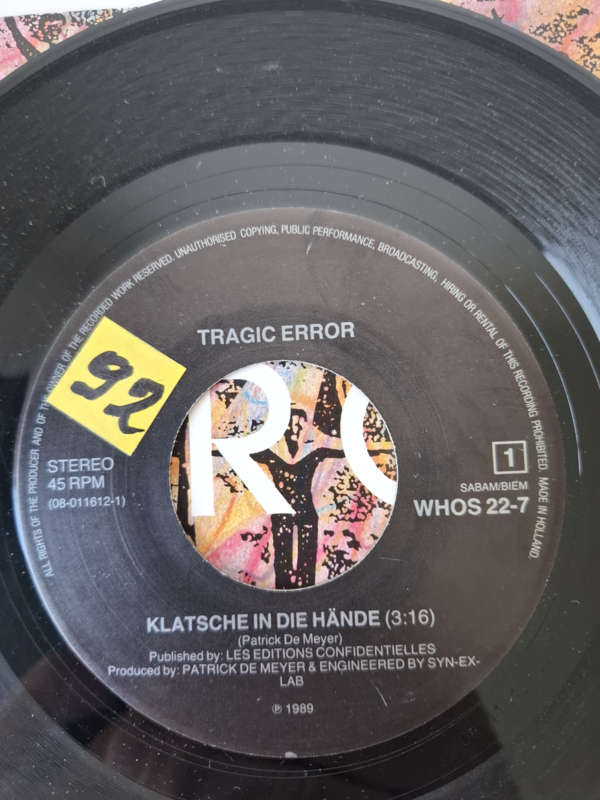 ALL RIGHTS OF THE PRODUCER AND OF THE OWNER OF THE RECORDED WORK RESERVED. UNAUTHORISED COPYING, PUBLIC PERFORMANCE, BROADCASTING, HIRING OR RENTAL OF THIS RECORDING PROHIBITED. MADE IN HOLLAND.
TRAGIC ERROR
92
R
STEREO
45 RPM
(08-011612-1)
1
SABAM/BIEM
WHOS 22-7
KLATSCHE IN DIE HÄNDE (3:16)
(Patrick De Meyer)
Published by: LES EDITIONS CONFIDENTIELLES
Produced by: PATRICK DE MEYER & ENGINEERED BY SYN-EX-
LAB
℗ 1989